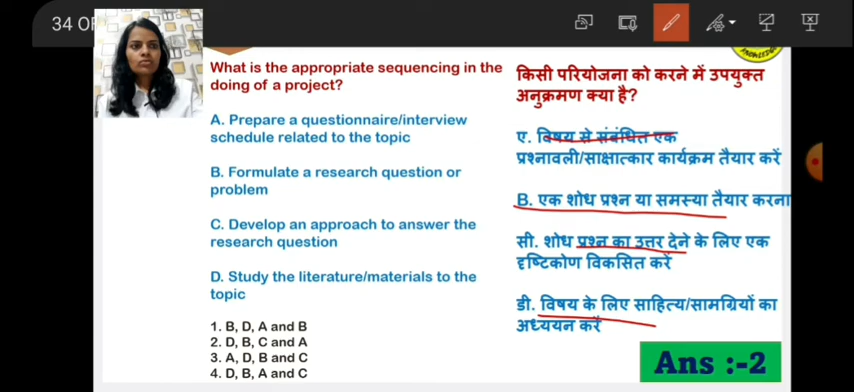 34 OF
What is the appropriate sequencing in the
doing of a project?
A. Prepare a questionnaire/interview
schedule related to the topic
B. Formulate a research question or
problem
C. Develop an approach to answer the
research question
D. Study the literature/materials to the
topic
1. B, D, A and B
2. D, B, C and A
3. A, D, B and C
4. D, B, A and C
किसी परियोजना को करने में उपयुक्त
अनुक्रमण क्या है?
ए. विषय से संबंधित एक
प्रश्नावली/साक्षात्कार कार्यक्रम तैयार करें
B. एक शोध प्रश्न या समस्या तैयार करना
सी. शोध प्रश्न का उत्तर देने के लिए एक
दृष्टिकोण विकसित करें
डी. विषय के लिए साहित्य/सामग्रियों का
अध्ययन करें
Ans :-2